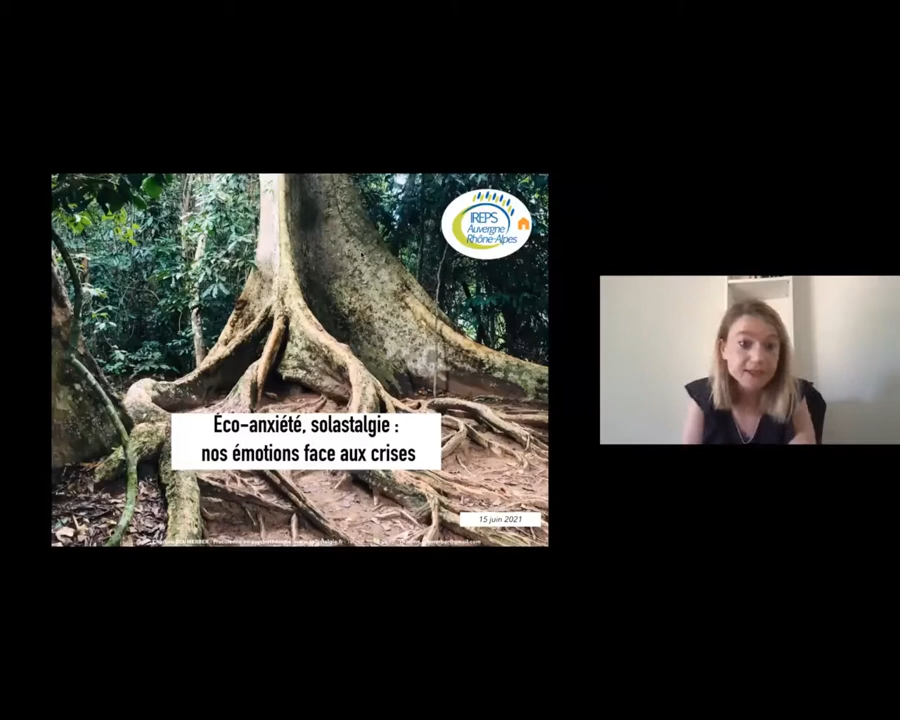 IREPS
Auvergne
Rhône-Alpes
Éco-anxiété, solastalgie :
nos émotions face aux crises
15 juin 2021